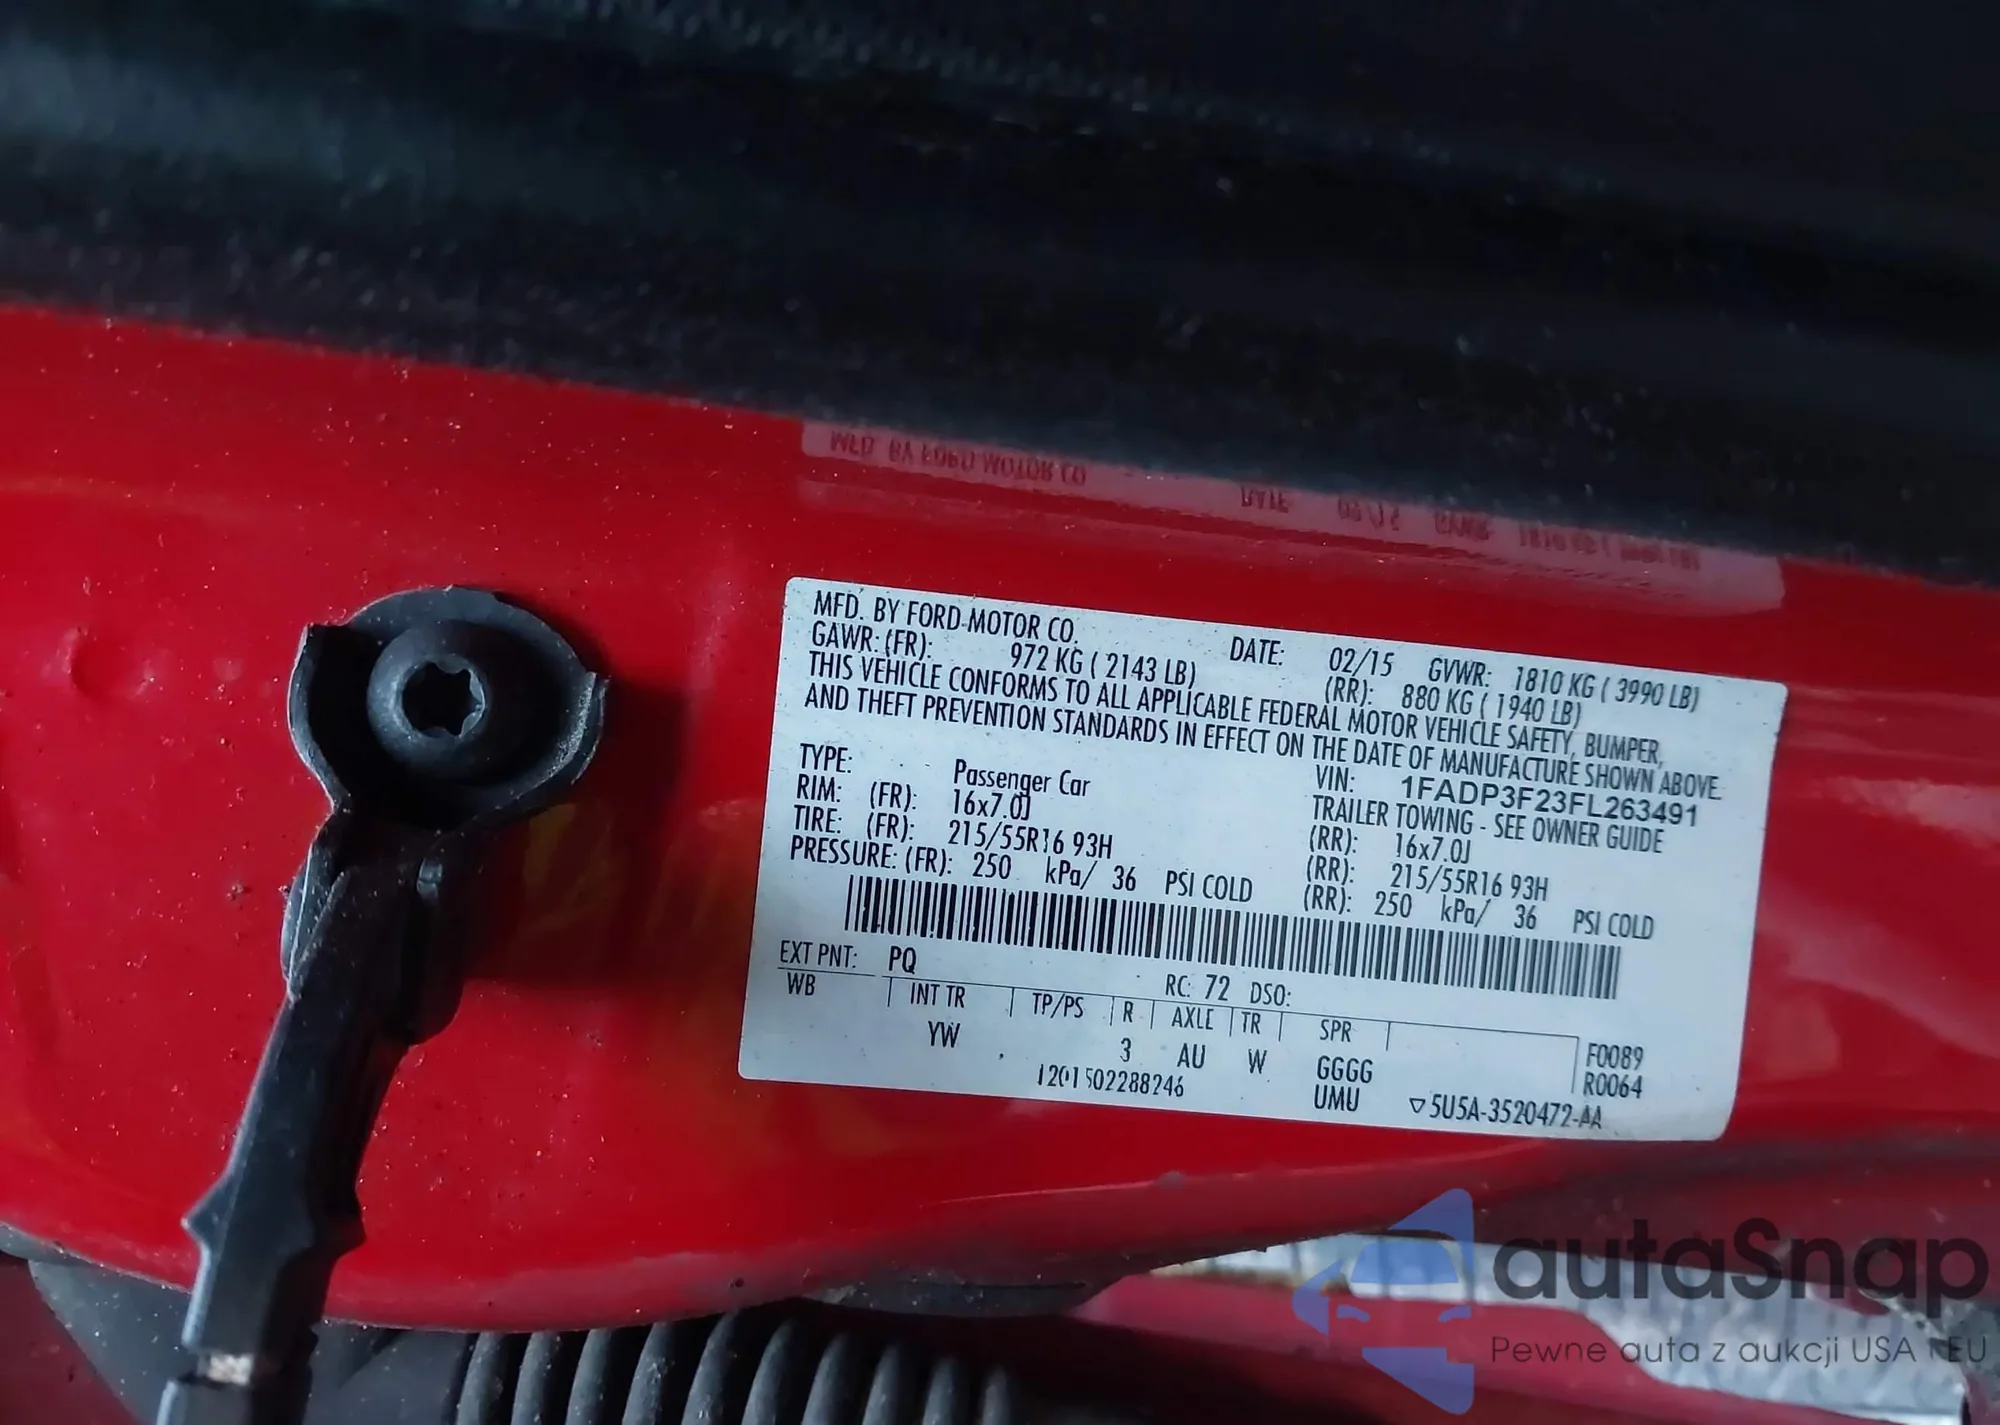 MFD. BY FORD MOTOR CO. DATE: 02/15 GVWR: 1810 KG ( 3990 LB)
GAWR: (FR): 972 KG ( 2143 LB) (RR): 880 KG ( 1940 LB)
THIS VEHICLE CONFORMS TO ALL APPLICABLE FEDERAL MOTOR VEHICLE SAFETY, BUMPER,
AND THEFT PREVENTION STANDARDS IN EFFECT ON THE DATE OF MANUFACTURE SHOWN ABOVE.
VIN: 1FADP3F23FL263491
TYPE: Passenger Car TRAILER TOWING - SEE OWNER GUIDE
RIM: (FR): 16x7.0J (RR): 16x7.0J
TIRE: (FR): 215/55R16 93H (RR): 215/55R16 93H
PRESSURE: (FR): 250 kPa/ 36 PSI COLD (RR): 250 kPa/ 36 PSI COLD
EXT PNT: PQ RC: 72 DSO:
WB INT TR TP/PS R AXLE TR SPR F0089
YW 3 AU W GGGG R0064
1201502288246 UMU ▽5U5A-3520472-AA
autaSnap
Pewne auta z aukcji USA i EU